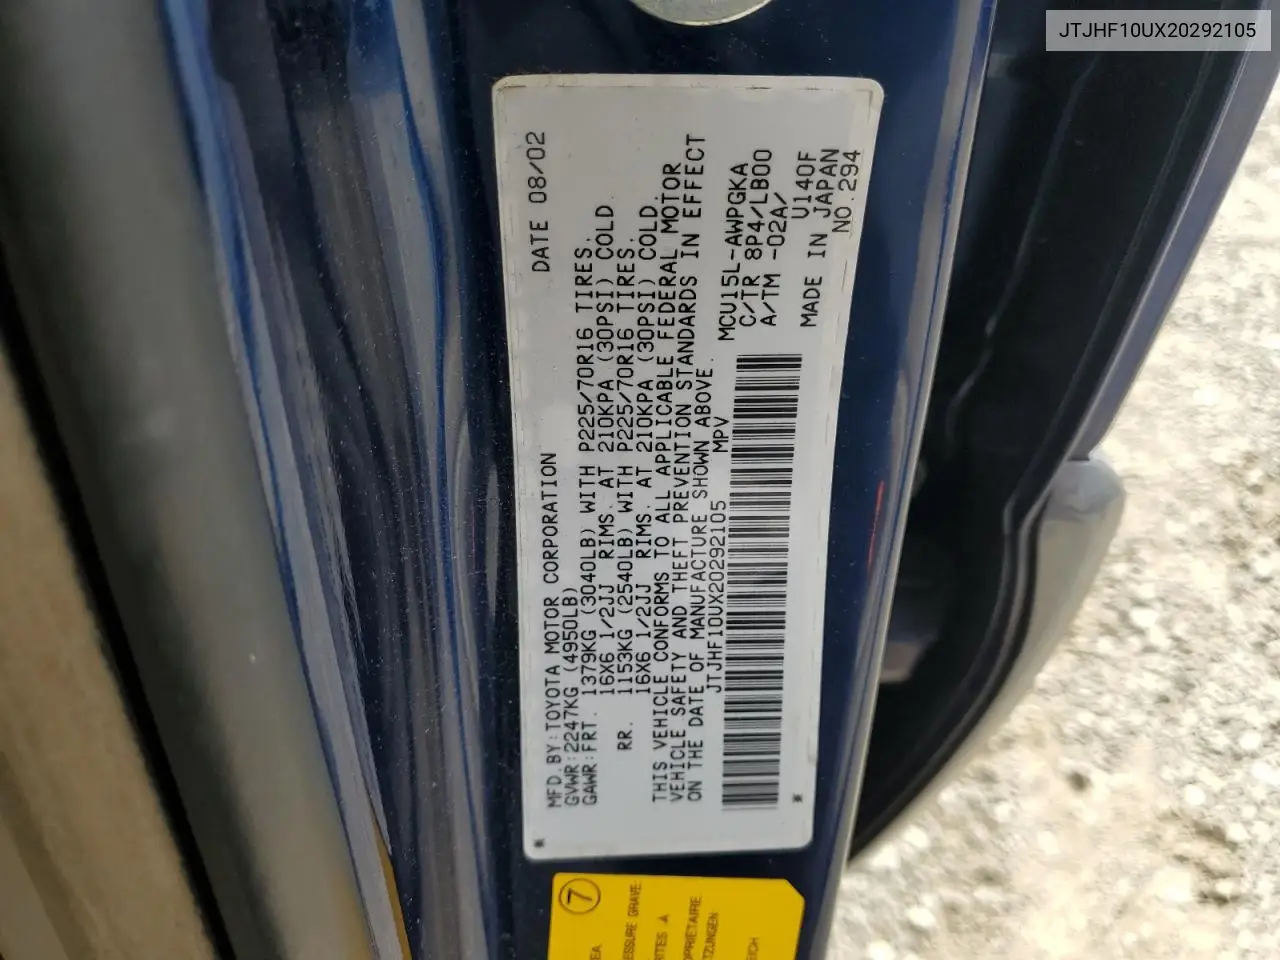 JTJHF10UX20292105
MFD.BY:TOYOTA MOTOR CORPORATION DATE 08/02
GVWR:2247KG(4950LB)
GAWR:FRT. 1379KG (3040LB) WITH P225/70R16 TIRES.
16X6 1/2JJ RIMS. AT 210KPA (30PSI) COLD.
RR. 1153KG (2540LB) WITH P225/70R16 TIRES.
16X6 1/2JJ RIMS. AT 210KPA (30PSI) COLD.
THIS VEHICLE CONFORMS TO ALL APPLICABLE FEDERAL MOTOR
VEHICLE SAFETY AND THEFT PREVENTION STANDARDS IN EFFECT
ON THE DATE OF MANUFACTURE SHOWN ABOVE.
JTJHF10UX20292105 MPV
MCU15L-AWPGKA
C/TR 8P4/LB00
A/TM -02A/
U140F
MADE IN JAPAN
NO.294
7
ESSURE GRAVE: